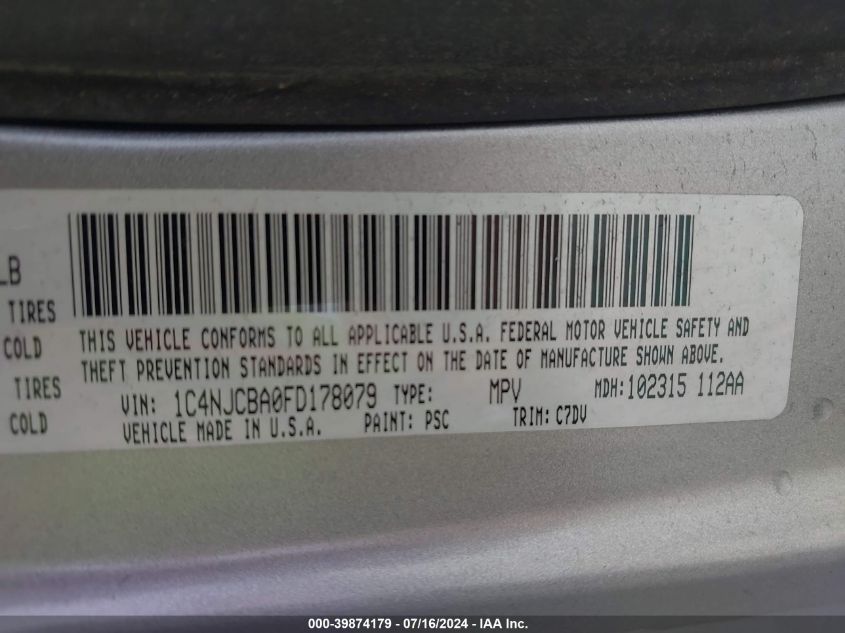 LB
TIRES
COLD
TIRES
COLD
THIS VEHICLE CONFORMS TO ALL APPLICABLE U.S.A. FEDERAL MOTOR VEHICLE SAFETY AND
THEFT PREVENTION STANDARDS IN EFFECT ON THE DATE OF MANUFACTURE SHOWN ABOVE.
VIN: 1C4NJCBA0FD178079 TYPE: MPV MDH:102315 112AA
VEHICLE MADE IN U.S.A. PAINT: PSC TRIM: C7DV
000-39874179 - 07/16/2024 - IAA Inc.